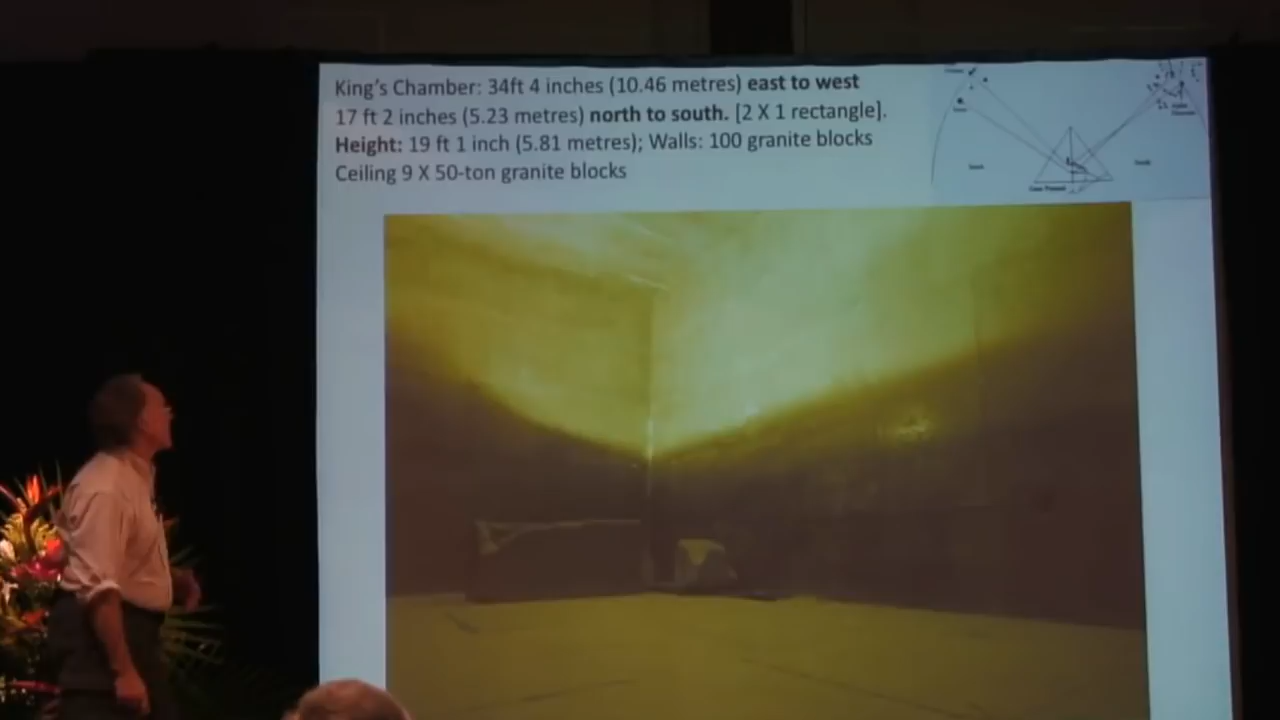 King's Chamber: 34ft 4 inches (10.46 metres) east to west
17 ft 2 inches (5.23 metres) north to south. [2 X 1 rectangle].
Height: 19 ft 1 inch (5.81 metres); Walls: 100 granite blocks
Ceiling 9 X 50-ton granite blocks